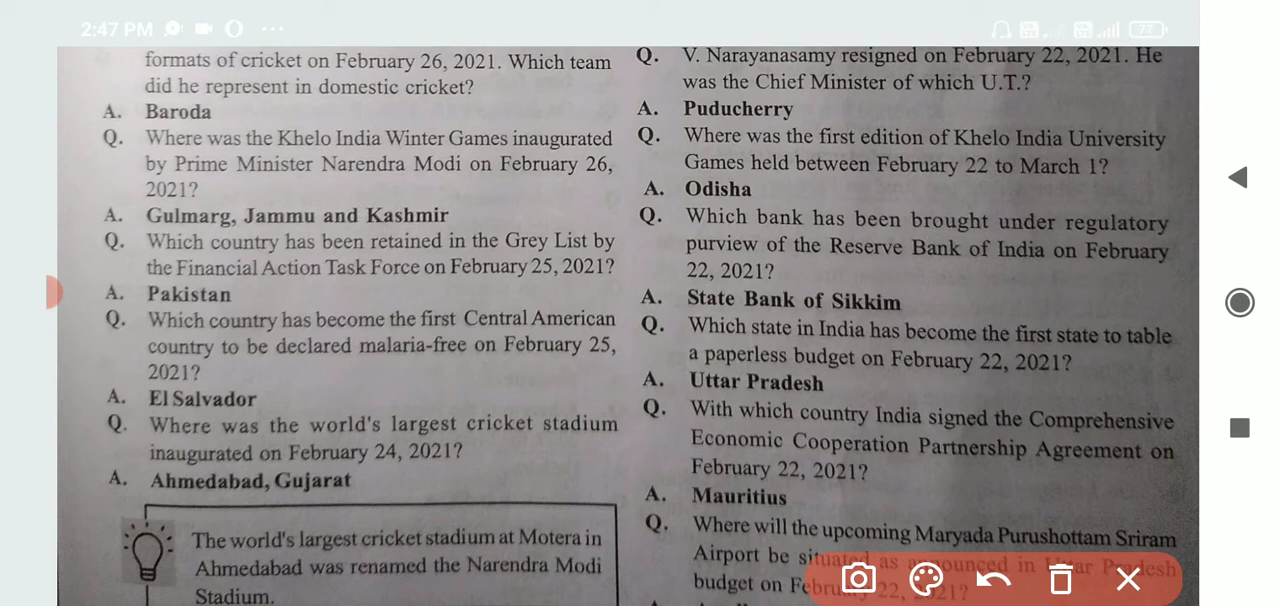 2:47 PM
77
formats of cricket on February 26, 2021. Which team
did he represent in domestic cricket?
A. Baroda
Q. Where was the Khelo India Winter Games inaugurated
by Prime Minister Narendra Modi on February 26,
2021?
A. Gulmarg, Jammu and Kashmir
Q. Which country has been retained in the Grey List by
the Financial Action Task Force on February 25, 2021?
A. Pakistan
Q. Which country has become the first Central American
country to be declared malaria-free on February 25,
2021?
A. El Salvador
Q. Where was the world's largest cricket stadium
inaugurated on February 24, 2021?
A. Ahmedabad, Gujarat
The world's largest cricket stadium at Motera in
Ahmedabad was renamed the Narendra Modi
Stadium.
Q. V. Narayanasamy resigned on February 22, 2021. He
was the Chief Minister of which U.T.?
A. Puducherry
Q. Where was the first edition of Khelo India University
Games held between February 22 to March 1?
A. Odisha
Q. Which bank has been brought under regulatory
purview of the Reserve Bank of India on February
22, 2021?
A. State Bank of Sikkim
Q. Which state in India has become the first state to table
a paperless budget on February 22, 2021?
A. Uttar Pradesh
Q. With which country India signed the Comprehensive
Economic Cooperation Partnership Agreement on
February 22, 2021?
A. Mauritius
Q. Where will the upcoming Maryada Purushottam Sriram
Airport be situated as announced in Uttar Pradesh
budget on February 22, 2021?